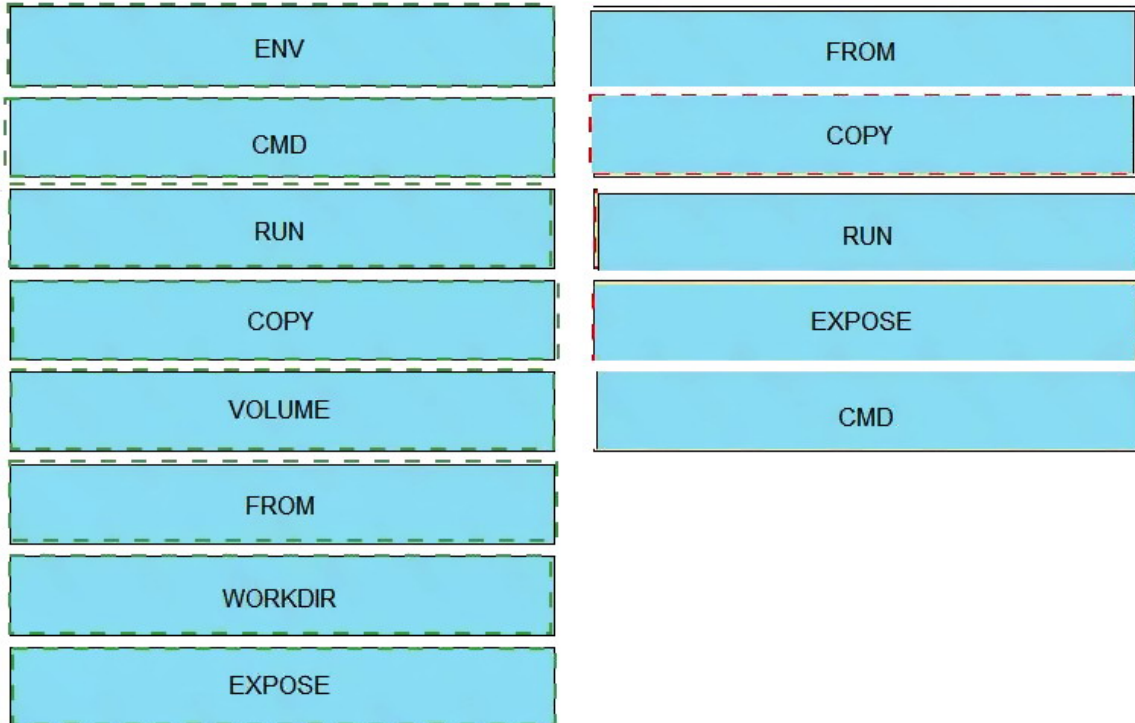 ENV
CMD
RUN
COPY
VOLUME
FROM
WORKDIR
EXPOSE
FROM
COPY
RUN
EXPOSE
CMD